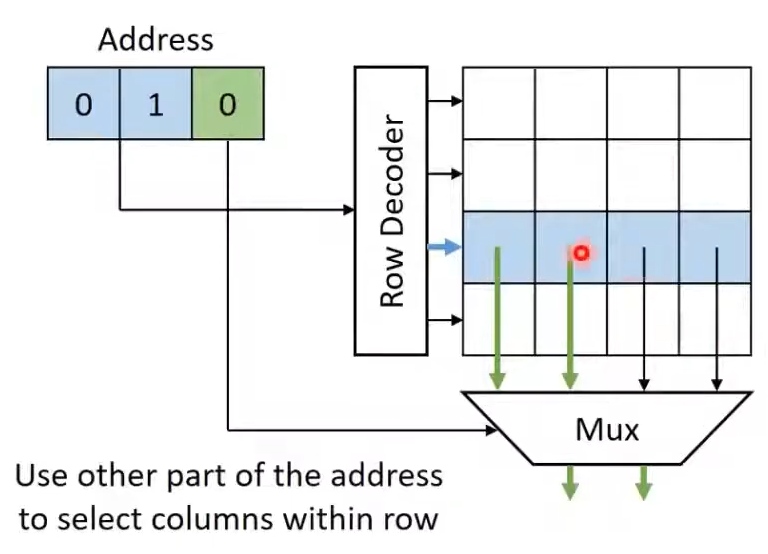 Address
0 1 0
Row Decoder
Mux
Use other part of the address
to select columns within row